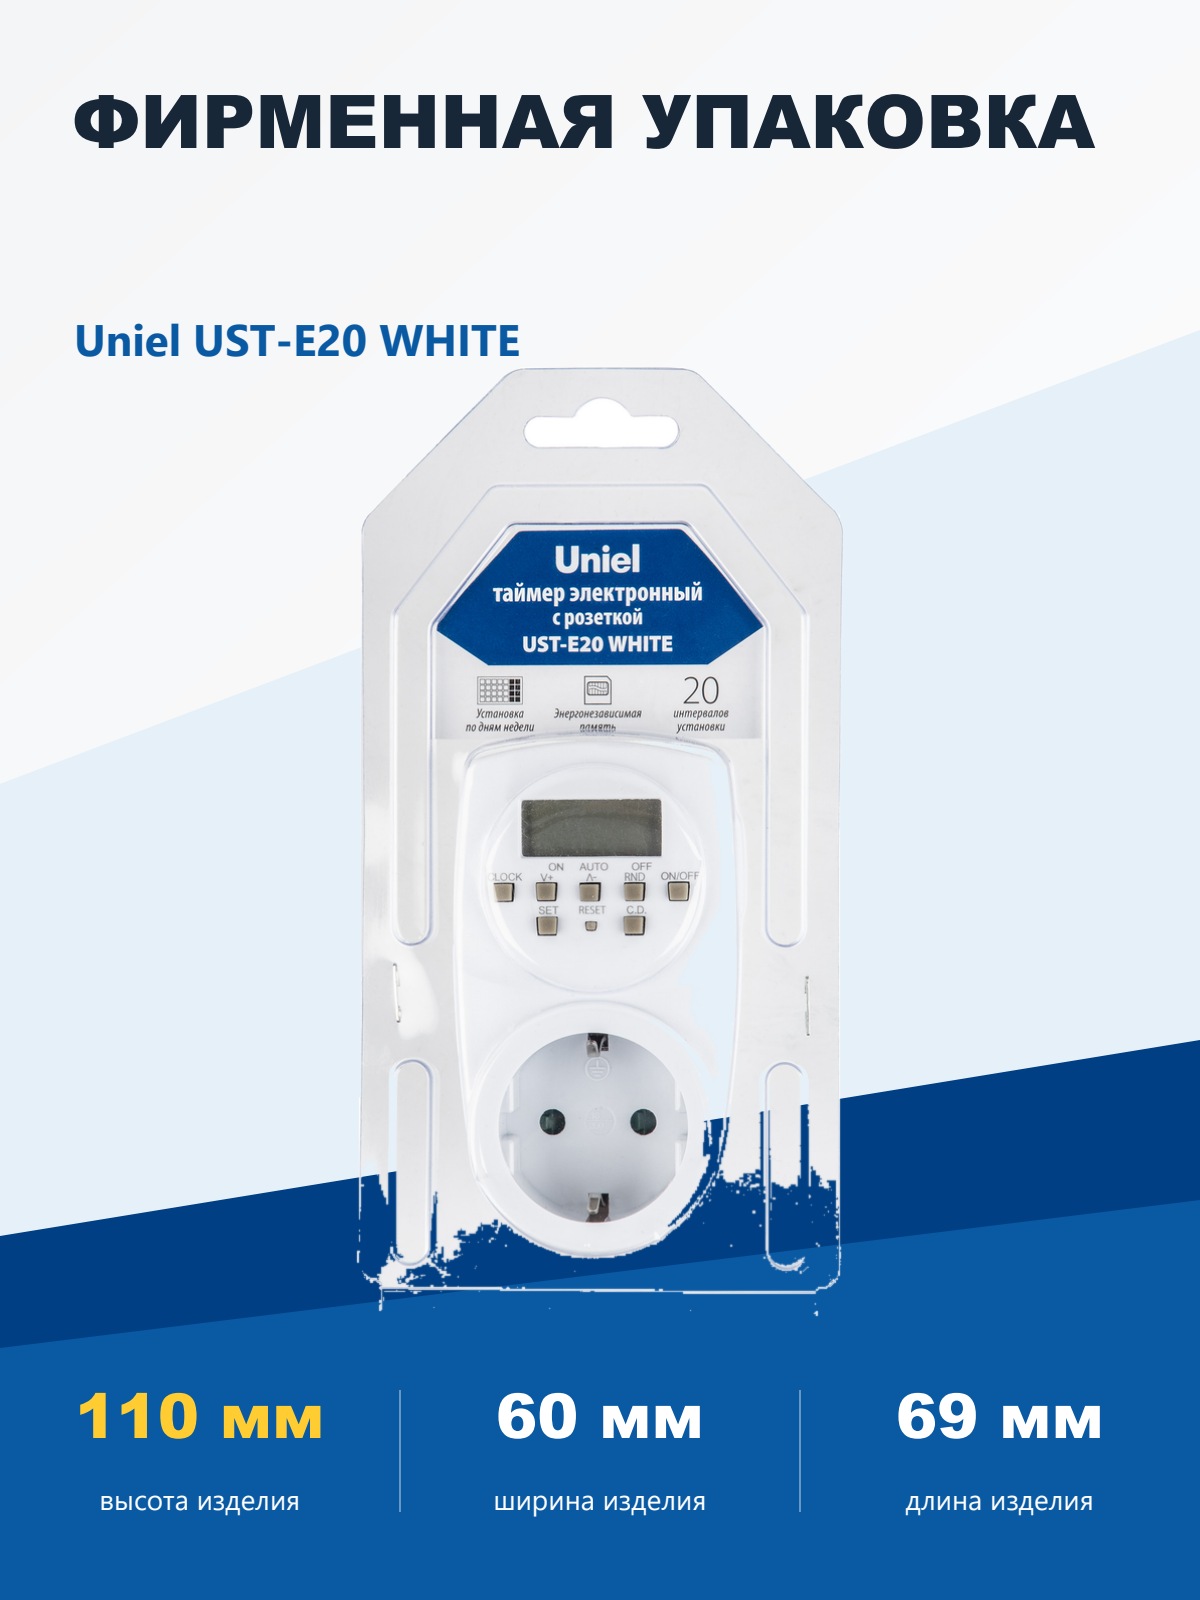 ФИРМЕННАЯ УПАКОВКА
Uniel UST-E20 WHITE
Uniel
таймер электронный
с розеткой
UST-E20 WHITE
Установка
по дням недели
Энергонезависимая
память
20
интервалов
установки
ON AUTO OFF
CLOCK V+ Λ- RND ON/OFF
SET RESET C.D.
110 мм
высота изделия
60 мм
ширина изделия
69 мм
длина изделия